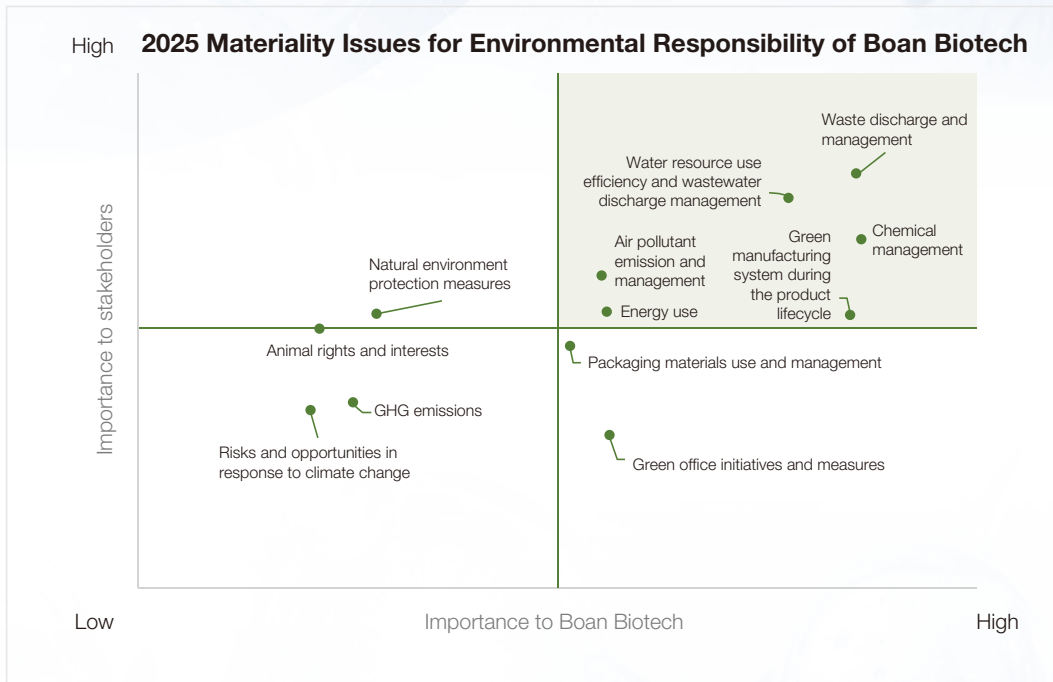 High
2025 Materiality Issues for Environmental Responsibility of Boan Biotech
Waste discharge and
management
Water resource use
efficiency and wastewater
discharge management
Chemical
management
Green
manufacturing
system during
the product
lifecycle
Air pollutant
emission and
management
Energy use
Natural environment
protection measures
Importance to stakeholders
Animal rights and interests
Packaging materials use and management
GHG emissions
Risks and opportunities in
response to climate change
Green office initiatives and measures
Low
Importance to Boan Biotech
High